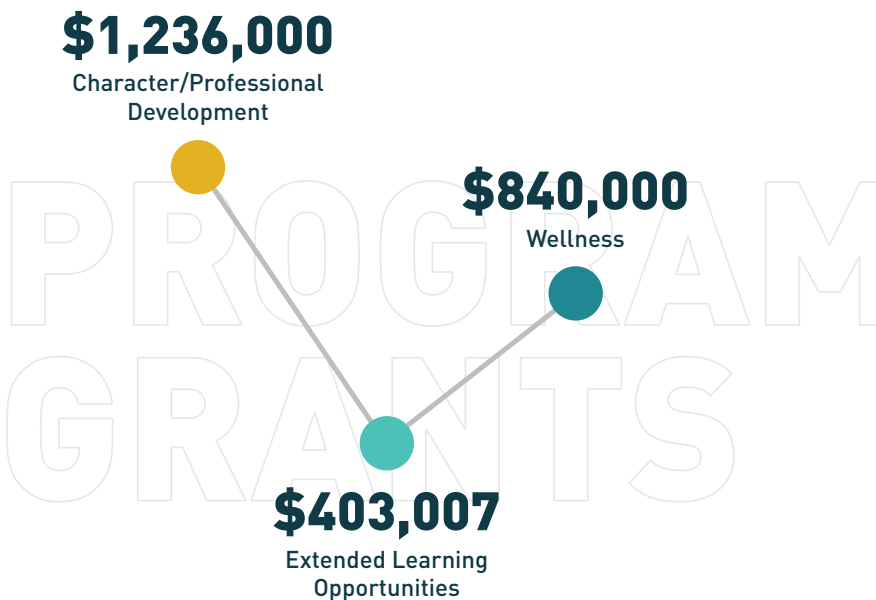 $1,236,000
Character/Professional
Development
$840,000
Wellness
PROGRAM
GRANTS
$403,007
Extended Learning
Opportunities